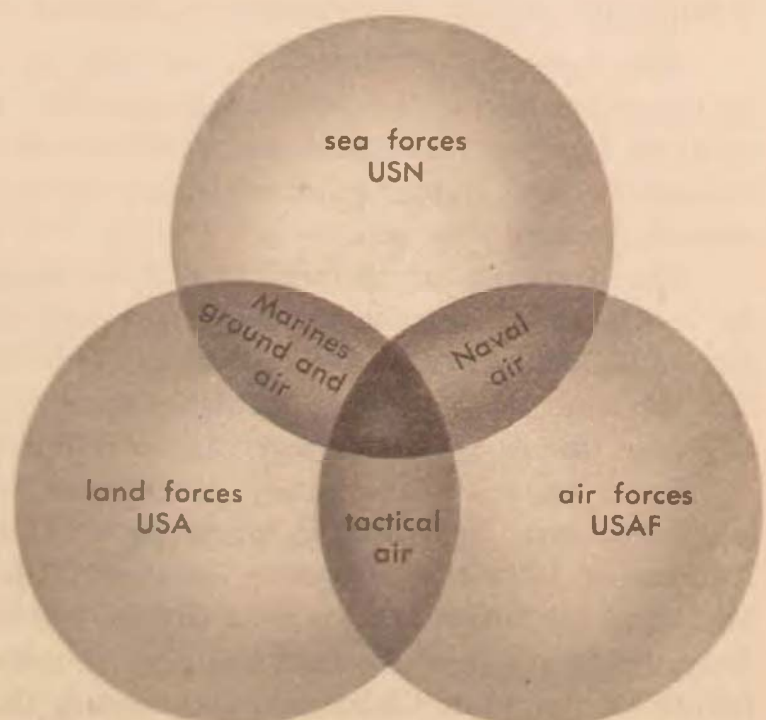 sea forces
USN
Marines
ground and
air
Naval
air
land forces
USA
air forces
USAF
tactical
air